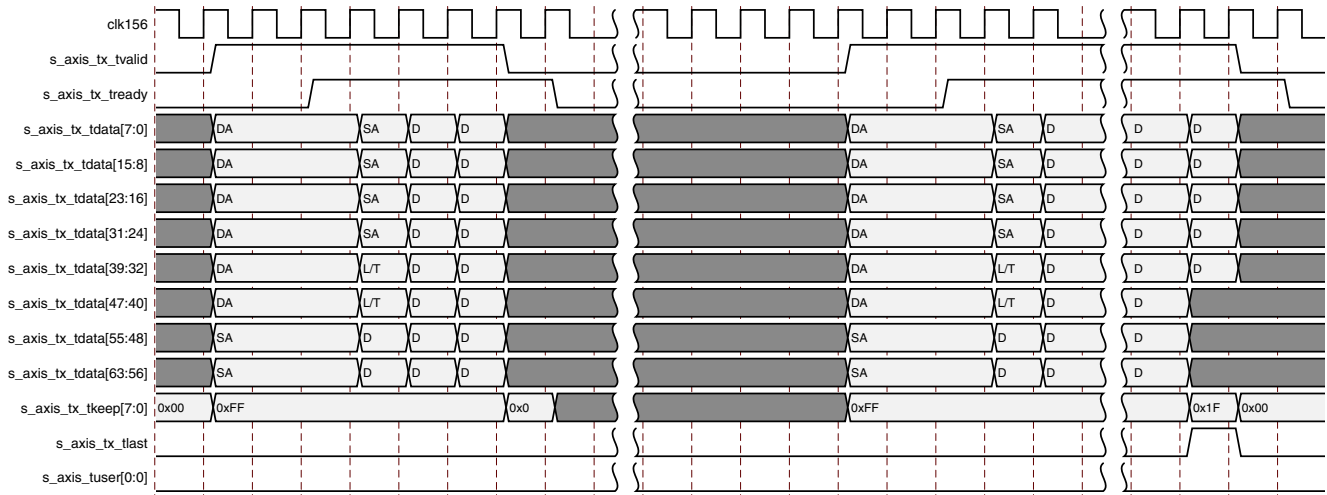 clk156
s_axis_tx_tvalid
s_axis_tx_tready
s_axis_tx_tdata[7:0] DA SA D D DA SA D D D
s_axis_tx_tdata[15:8] DA SA D D DA SA D D D
s_axis_tx_tdata[23:16] DA SA D D DA SA D D D
s_axis_tx_tdata[31:24] DA SA D D DA SA D D D
s_axis_tx_tdata[39:32] DA L/T D D DA L/T D D D
s_axis_tx_tdata[47:40] DA L/T D D DA L/T D D
s_axis_tx_tdata[55:48] SA D D D SA D D D
s_axis_tx_tdata[63:56] SA D D D SA D D D
s_axis_tx_tkeep[7:0] 0x00 0xFF 0x0 0xFF 0x1F 0x00
s_axis_tx_tlast
s_axis_tuser[0:0]